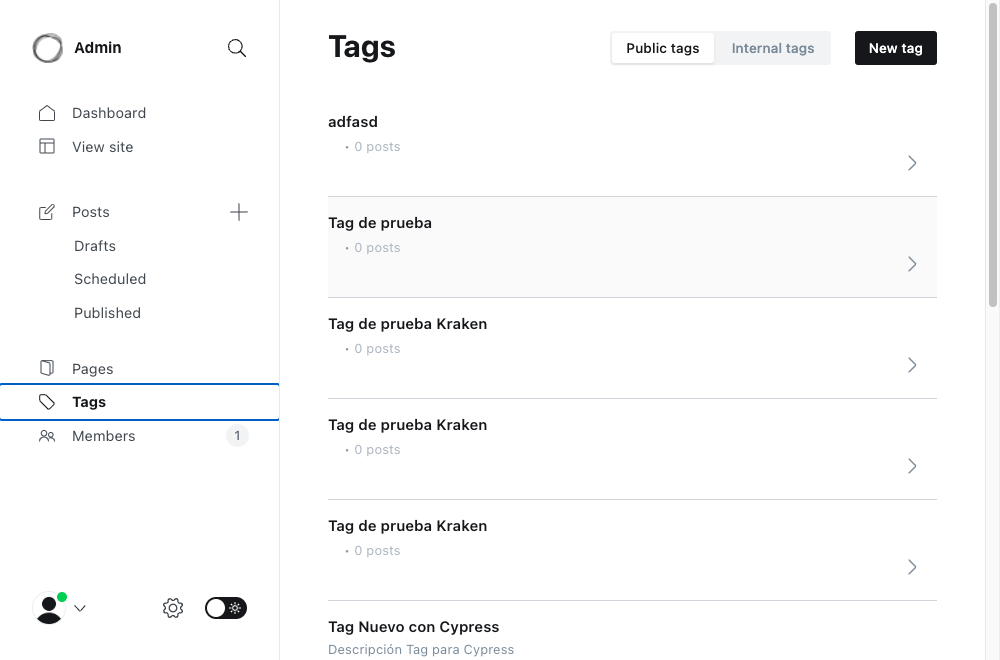 Admin
Dashboard
View site
Posts
Drafts
Scheduled
Published
Pages
Tags
Members
1
Tags
Public tags
Internal tags
New tag
adfasd
• 0 posts
Tag de prueba
• 0 posts
Tag de prueba Kraken
• 0 posts
Tag de prueba Kraken
• 0 posts
Tag de prueba Kraken
• 0 posts
Tag Nuevo con Cypress
Descripción Tag para Cypress